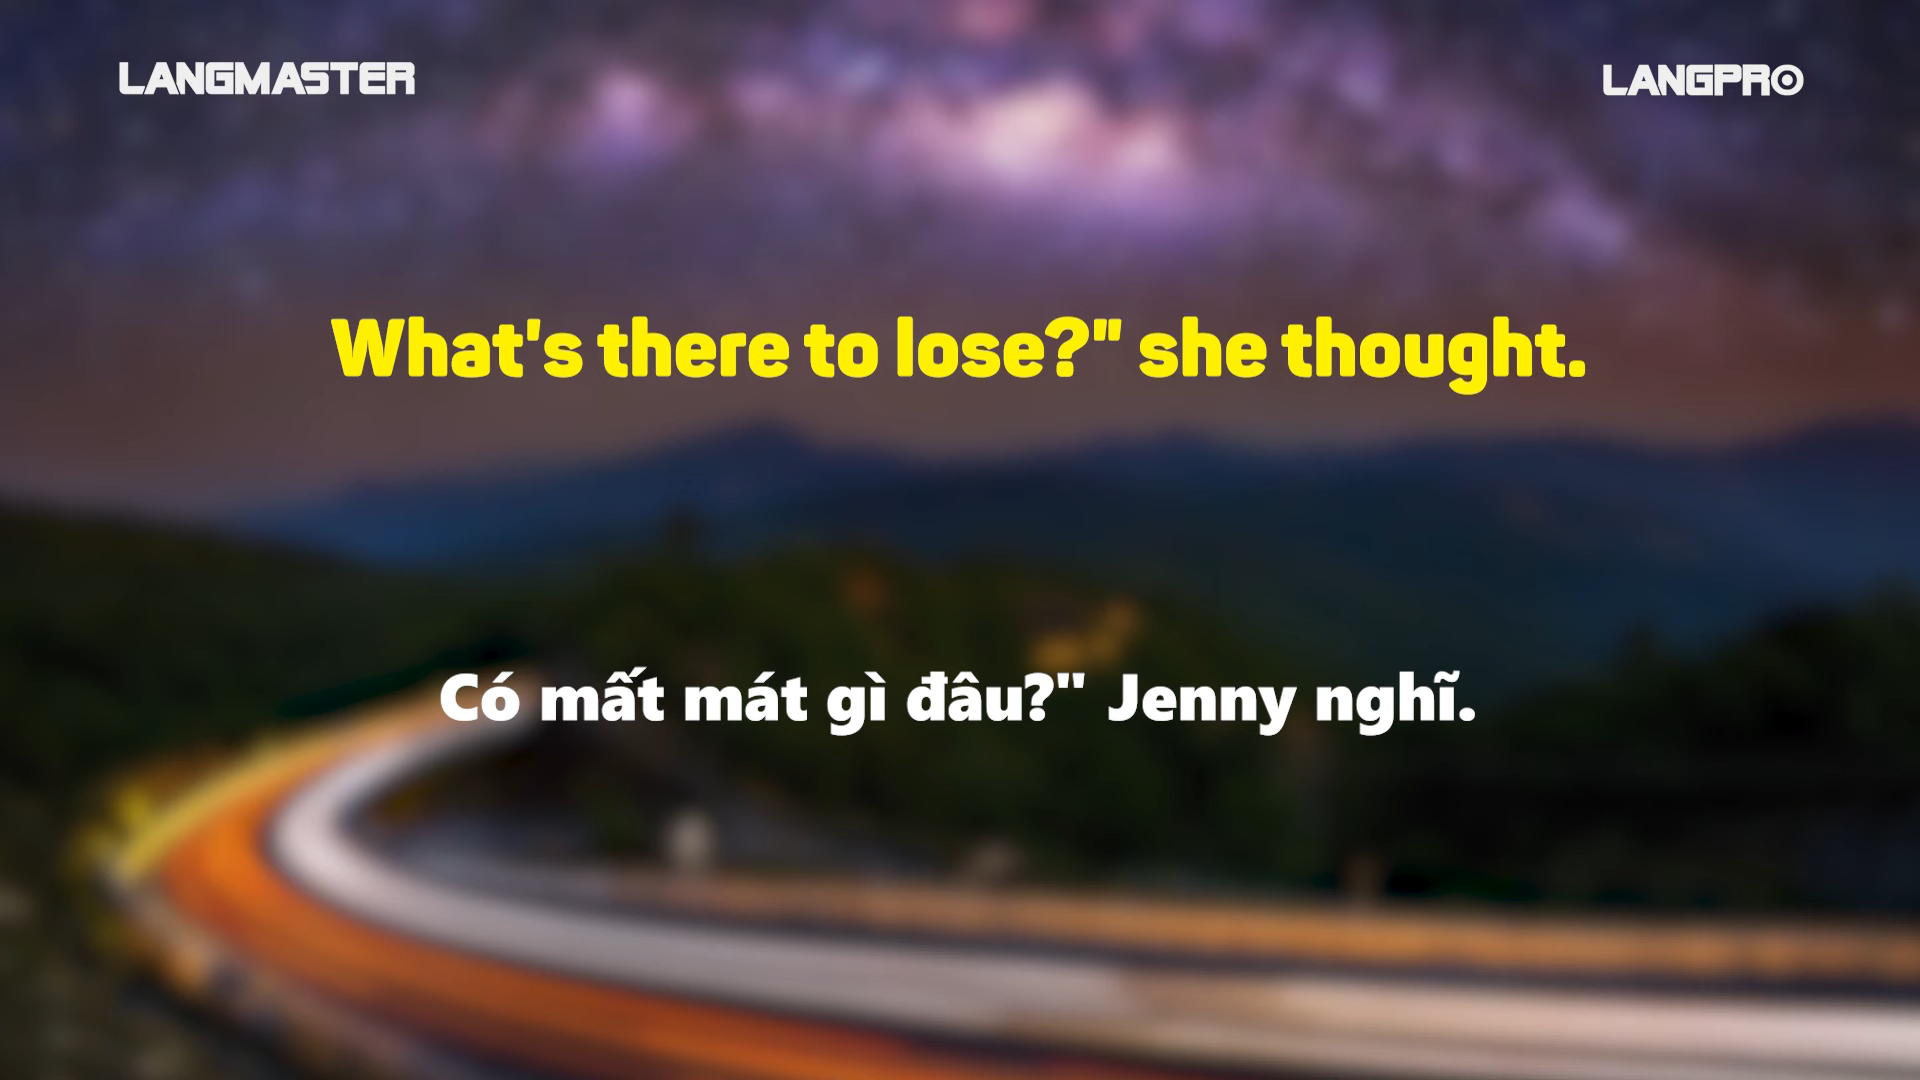 LANGMASTER
LANGPRO
What's there to lose?" she thought.
Có mất mát gì đâu?" Jenny nghĩ.